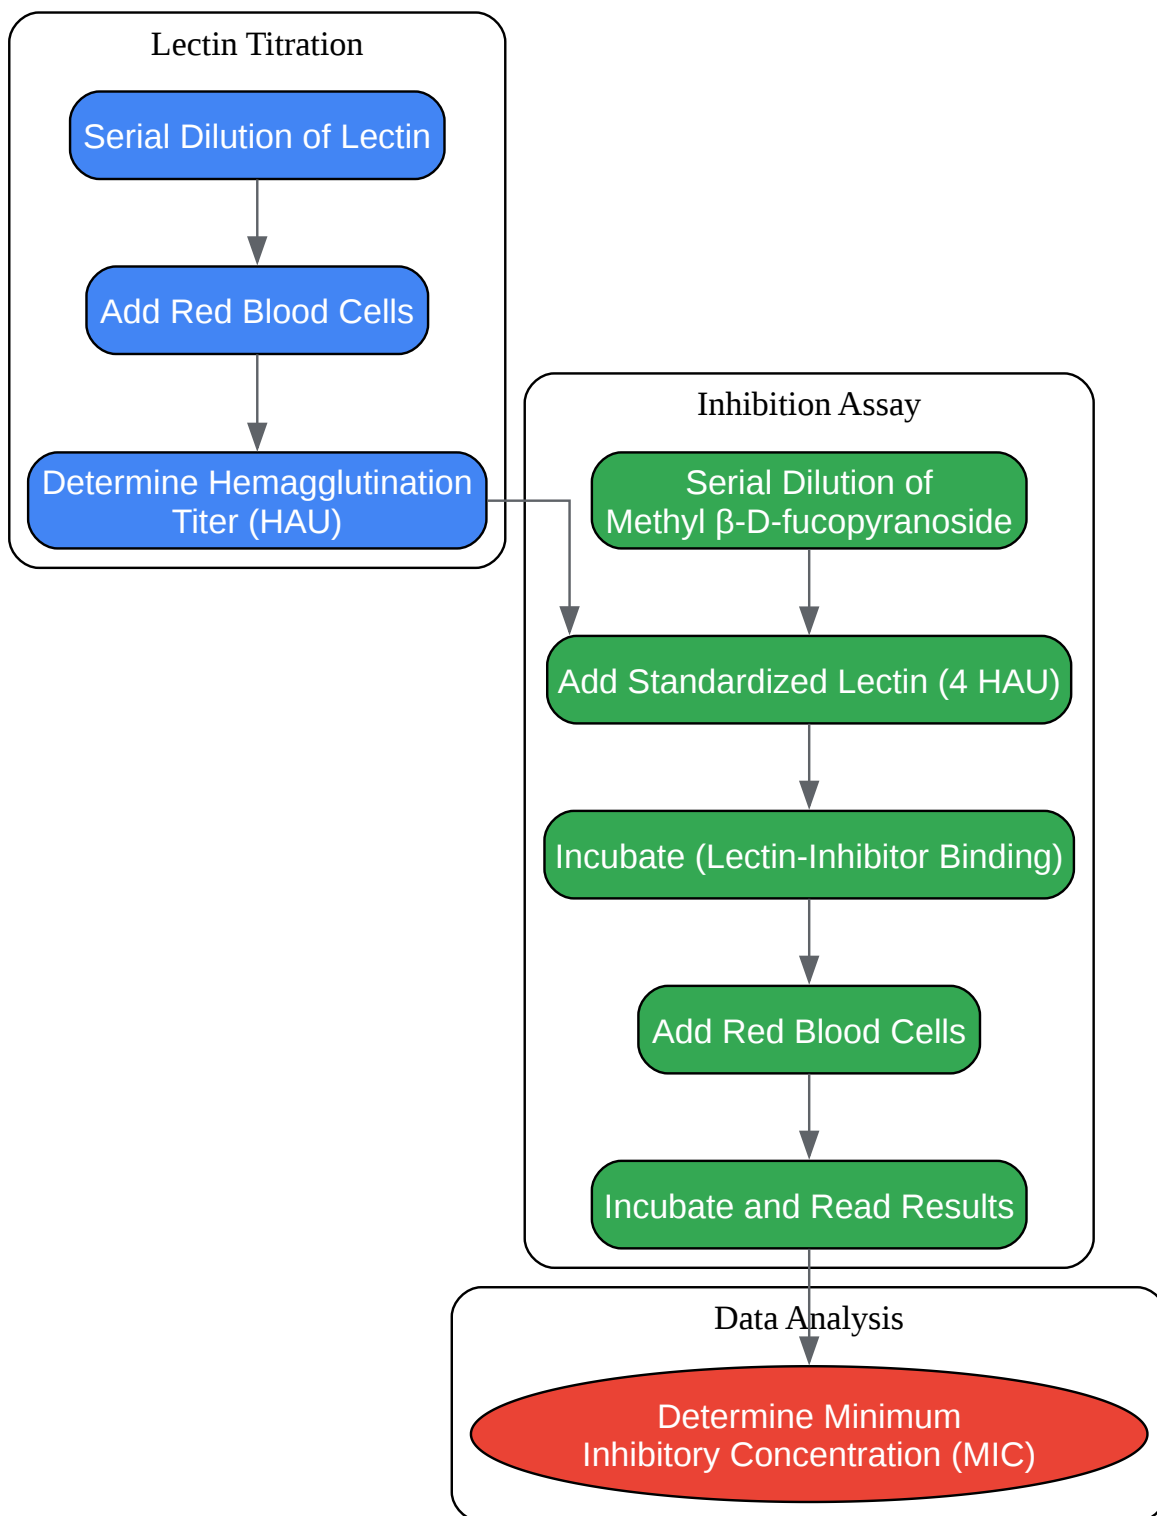 Lectin Titration
Serial Dilution of Lectin
Add Red Blood Cells
Determine Hemagglutination
Titer (HAU)
Inhibition Assay
Serial Dilution of
Methyl β-D-fucopyranoside
Add Standardized Lectin (4 HAU)
Incubate (Lectin-Inhibitor Binding)
Add Red Blood Cells
Incubate and Read Results
Data Analysis
Determine Minimum
Inhibitory Concentration (MIC)